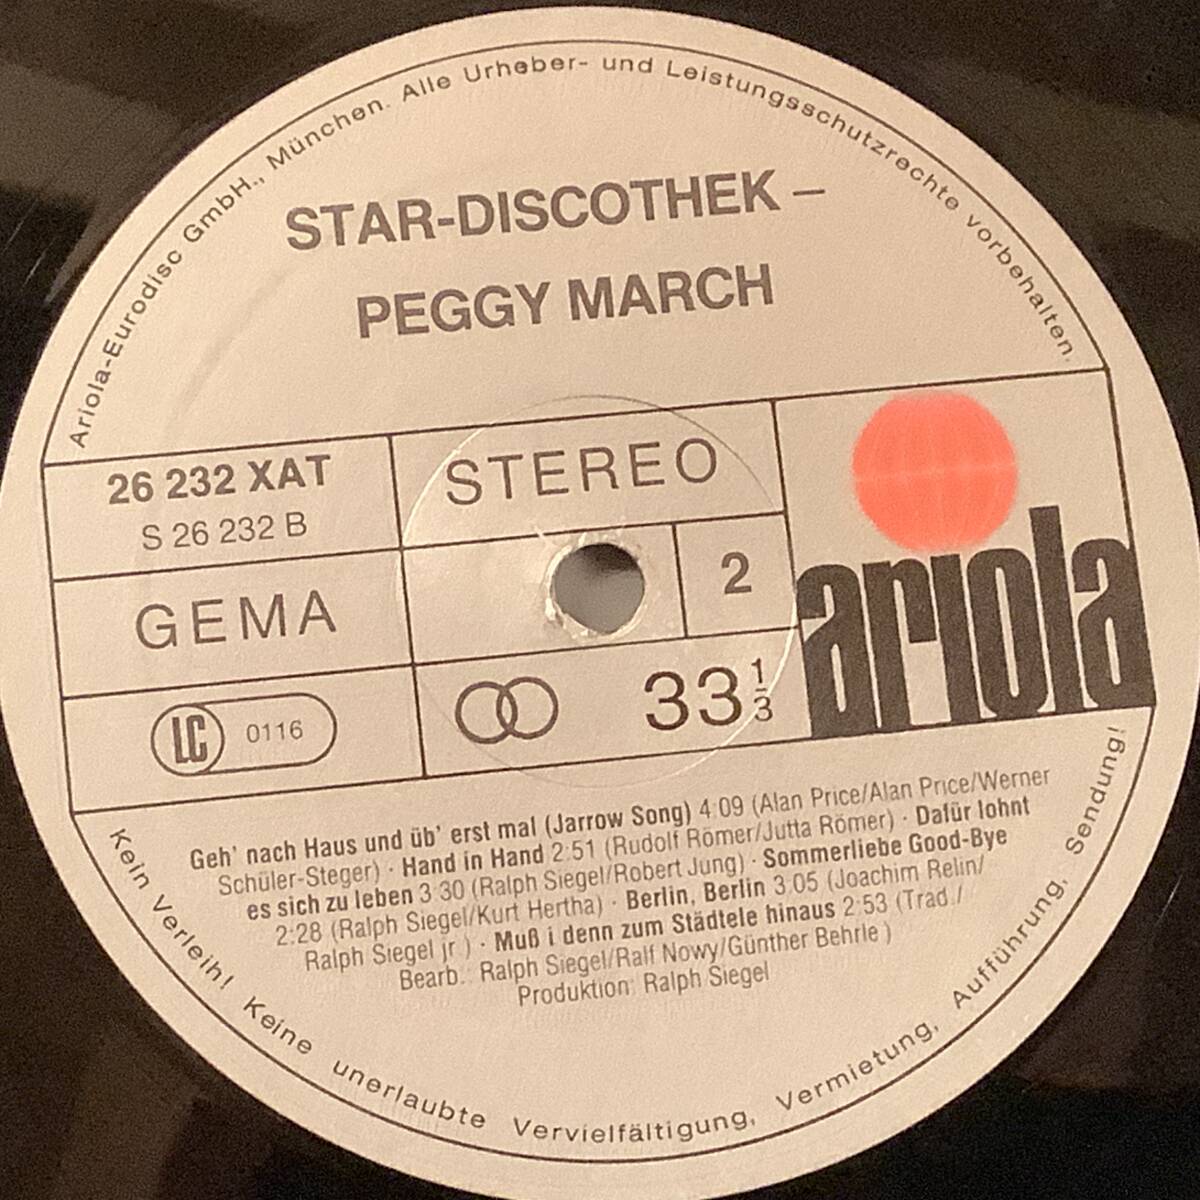 Ariola-Eurodisc GmbH., München. Alle Urheber- und Leistungsschutzrechte vorbehalten.
STAR-DISCOTHEK –
PEGGY MARCH
26 232 XAT
S 26 232 B
STEREO
GEMA
2
LC 0116
33 1/3
ariola
Geh' nach Haus und üb' erst mal (Jarrow Song) 4:09 (Alan Price/Alan Price/Werner
Schüler-Steger) · Hand in Hand 2:51 (Rudolf Römer/Jutta Römer) · Dafür lohnt
es sich zu leben 3:30 (Ralph Siegel/Robert Jung) · Sommerliebe Good-Bye
2:28 (Ralph Siegel/Kurt Hertha) · Berlin, Berlin 3:05 (Joachim Relin/
Ralph Siegel jr.) · Muß i denn zum Städtele hinaus 2:53 (Trad./
Bearb.: Ralph Siegel/Ralf Nowy/Günther Behrle)
Produktion: Ralph Siegel
Kein Verleih! Keine unerlaubte Vervielfältigung, Vermietung, Aufführung, Sendung!